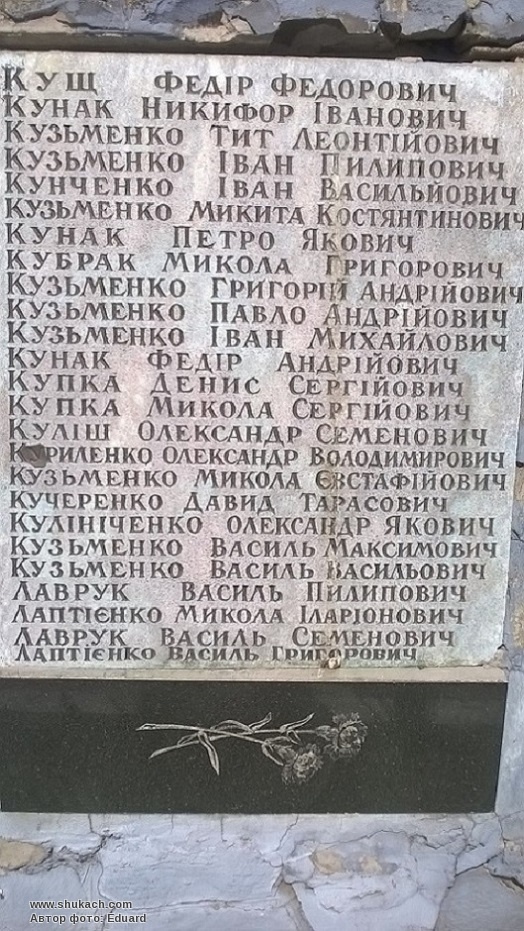 КУЩ ФЕДІР ФЕДОРОВИЧ
КУНАК НИКИФОР ІВАНОВИЧ
КУЗЬМЕНКО ТИТ ЛЕОНТІЙОВИЧ
КУЗЬМЕНКО ІВАН ПИЛИПОВИЧ
КУНЧЕНКО ІВАН ВАСИЛЬЙОВИЧ
КУЗЬМЕНКО МИКИТА КОСТЯНТИНОВИЧ
КУНАК ПЕТРО ЯКОВИЧ
КУБРАК МИКОЛА ГРИГОРОВИЧ
КУЗЬМЕНКО ГРИГОРІЙ АНДРІЙОВИЧ
КУЗЬМЕНКО ПАВЛО АНДРІЙОВИЧ
КУЗЬМЕНКО ІВАН МИХАЙЛОВИЧ
КУНАК ФЕДІР АНДРІЙОВИЧ
КУПКА ДЕНИС СЕРГІЙОВИЧ
КУПКА МИКОЛА СЕРГІЙОВИЧ
КУЛІШ ОЛЕКСАНДР СЕМЕНОВИЧ
КУРИЛЕНКО ОЛЕКСАНДР ВОЛОДИМИРОВИЧ
КУЗЬМЕНКО МИКОЛА ЄВСТАФІЙОВИЧ
КУЧЕРЕНКО ДАВИД ТАРАСОВИЧ
КУЛІНІЧЕНКО ОЛЕКСАНДР ЯКОВИЧ
КУЗЬМЕНКО ВАСИЛЬ МАКСИМОВИЧ
КУЗЬМЕНКО ВАСИЛЬ ВАСИЛЬОВИЧ
ЛАВРУК ВАСИЛЬ ПИЛИПОВИЧ
ЛАПТІЄНКО МИКОЛА ІЛАРІОНОВИЧ
ЛАВРУК ВАСИЛЬ СЕМЕНОВИЧ
ЛАПТІЄНКО ВАСИЛЬ ГРИГОРОВИЧ
www.shukach.com
Автор фото: Eduard